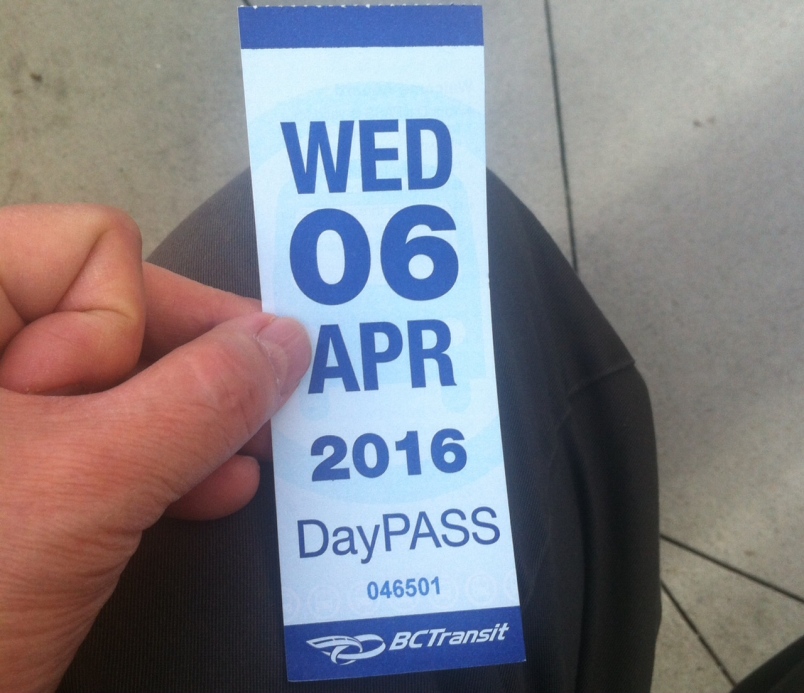 WED
06
APR
2016
DayPASS
046501
BCTransit